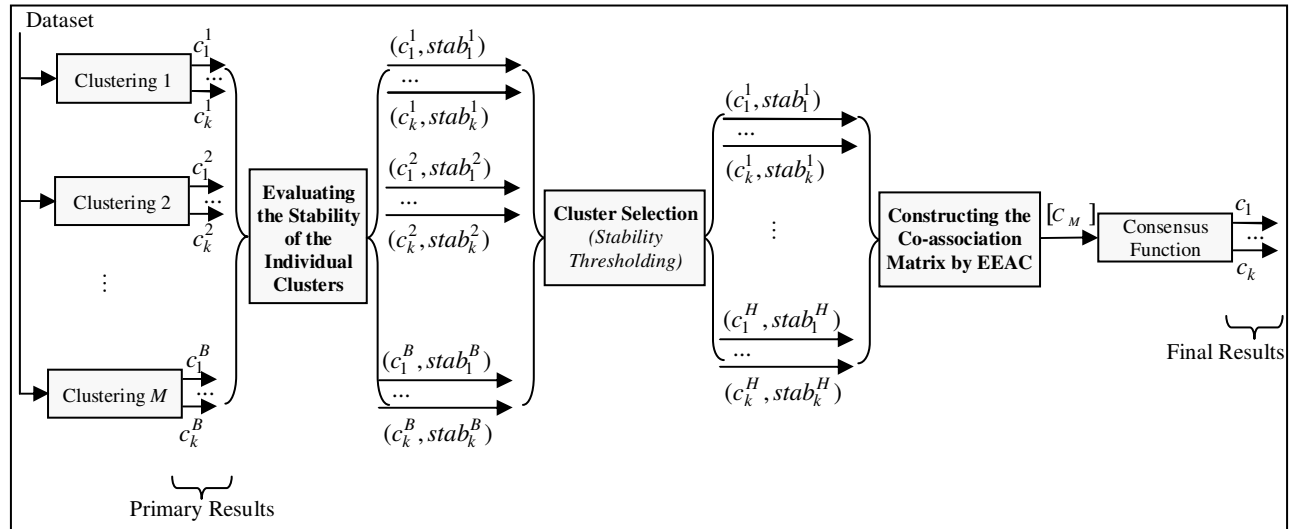 Dataset
Clustering 1
c_1^1
...
c_k^1
Clustering 2
c_1^2
...
c_k^2
⋮
Clustering M
c_1^B
...
c_k^B
Primary Results
Evaluating
the Stability
of the
Individual
Clusters
(c_1^1, stab_1^1)
...
(c_k^1, stab_k^1)
(c_1^2, stab_1^2)
...
(c_k^2, stab_k^2)
⋮
(c_1^B, stab_1^B)
...
(c_k^B, stab_k^B)
Cluster Selection
(Stability
Thresholding)
(c_1^1, stab_1^1)
...
(c_k^1, stab_k^1)
⋮
(c_1^H, stab_1^H)
...
(c_k^H, stab_k^H)
Constructing the
Co-association
Matrix by EEAC
[C_M]
Consensus
Function
c_1
...
c_k
Final Results